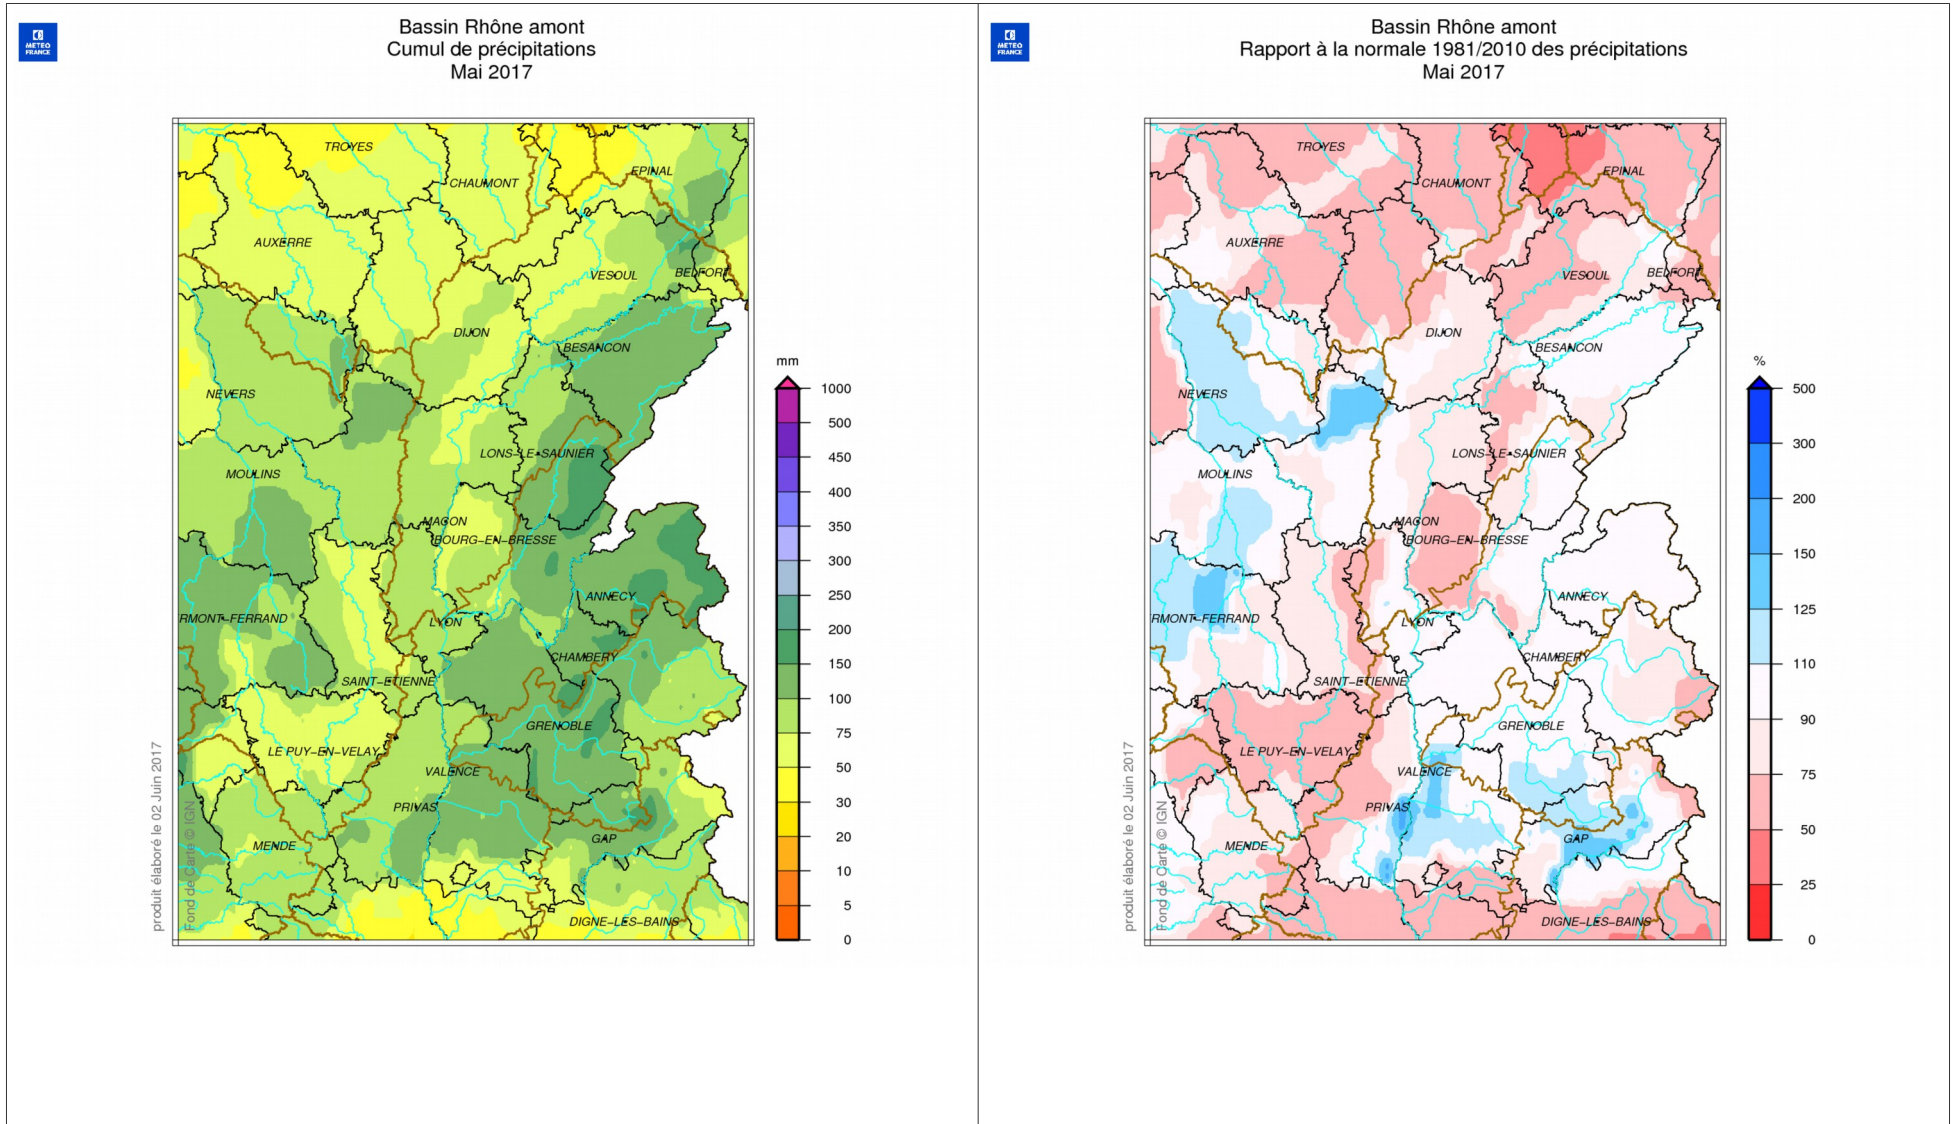 METEO
FRANCE
Bassin Rhône amont
Cumul de précipitations
Mai 2017
TROYES
EPINAL
CHAUMONT
AUXERRE
BELFORT
VESOUL
DIJON
BESANCON
NEVERS
LONS-LE-SAUNIER
MOULINS
MACON
BOURG-EN-BRESSE
ANNECY
RMONT-FERRAND
LYON
CHAMBERY
SAINT-ETIENNE
GRENOBLE
LE PUY-EN-VELAY
VALENCE
PRIVAS
GAP
MENDE
DIGNE-LES-BAINS
produit élaboré le 02 Juin 2017
Fond de Carte © IGN
mm
1000
500
450
400
350
300
250
200
150
100
75
50
30
20
10
5
0
METEO
FRANCE
Bassin Rhône amont
Rapport à la normale 1981/2010 des précipitations
Mai 2017
TROYES
EPINAL
CHAUMONT
AUXERRE
BELFORT
VESOUL
DIJON
BESANCON
NEVERS
LONS-LE-SAUNIER
MOULINS
MACON
BOURG-EN-BRESSE
ANNECY
RMONT-FERRAND
LYON
CHAMBERY
SAINT-ETIENNE
GRENOBLE
LE PUY-EN-VELAY
VALENCE
PRIVAS
GAP
MENDE
DIGNE-LES-BAINS
produit élaboré le 02 Juin 2017
Fond de Carte © IGN
%
500
300
200
150
125
110
90
75
50
25
0